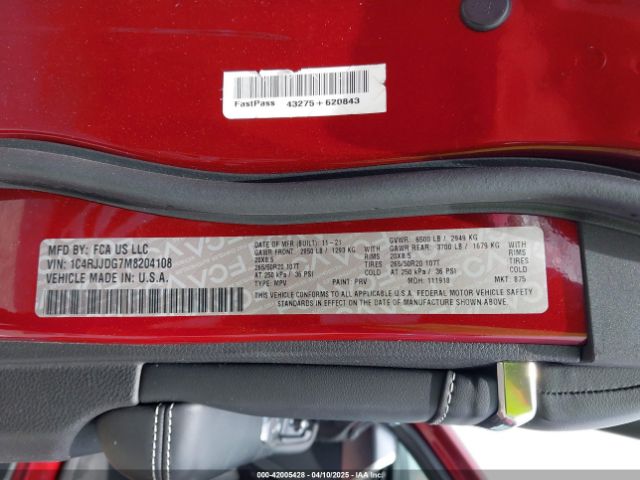 FastPass 43275+620843
MFD BY: FCA US LLC
VIN: 1C4RJJDG7M8204108
VEHICLE MADE IN: U.S.A.
DATE OF MFR (BUILT): 11-21
GAWR FRONT: 2850 LB / 1293 KG
RIMS
20X8.5
TIRES
265/50R20 107T
COLD
AT 250 kPa / 36 PSI
TYPE: MPV
PAINT: PRV
GVWR: 6500 LB / 2949 KG
GAWR REAR: 3700 LB / 1679 KG
RIMS
20X8.5
TIRES
265/50R20 107T
COLD
AT 250 kPa / 36 PSI
MDH: 111918
MKT: 875
THIS VEHICLE CONFORMS TO ALL APPLICABLE U.S.A. FEDERAL MOTOR VEHICLE SAFETY
STANDARDS IN EFFECT ON THE DATE OF MANUFACTURE SHOWN ABOVE.
000-42005428 - 04/10/2025 - IAA Inc.